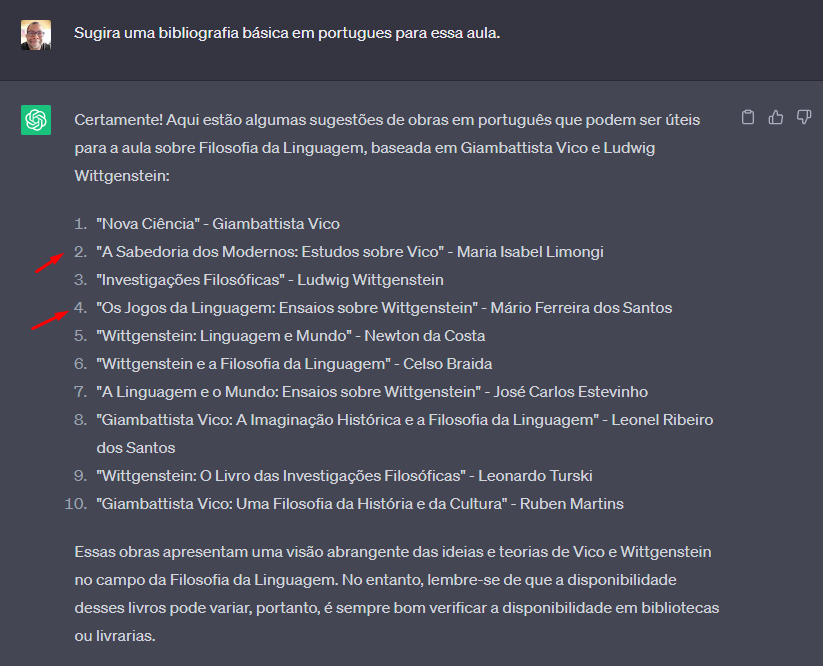 Sugira uma bibliografia básica em portugues para essa aula.
Certamente! Aqui estão algumas sugestões de obras em português que podem ser úteis
para a aula sobre Filosofia da Linguagem, baseada em Giambattista Vico e Ludwig
Wittgenstein:
1. "Nova Ciência" - Giambattista Vico
2. "A Sabedoria dos Modernos: Estudos sobre Vico" - Maria Isabel Limongi
3. "Investigações Filosóficas" - Ludwig Wittgenstein
4. "Os Jogos da Linguagem: Ensaios sobre Wittgenstein" - Mário Ferreira dos Santos
5. "Wittgenstein: Linguagem e Mundo" - Newton da Costa
6. "Wittgenstein e a Filosofia da Linguagem" - Celso Braida
7. "A Linguagem e o Mundo: Ensaios sobre Wittgenstein" - José Carlos Estevinho
8. "Giambattista Vico: A Imaginação Histórica e a Filosofia da Linguagem" - Leonel Ribeiro
dos Santos
9. "Wittgenstein: O Livro das Investigações Filosóficas" - Leonardo Turski
10. "Giambattista Vico: Uma Filosofia da História e da Cultura" - Ruben Martins
Essas obras apresentam uma visão abrangente das ideias e teorias de Vico e Wittgenstein
no campo da Filosofia da Linguagem. No entanto, lembre-se de que a disponibilidade
desses livros pode variar, portanto, é sempre bom verificar a disponibilidade em bibliotecas
ou livrarias.